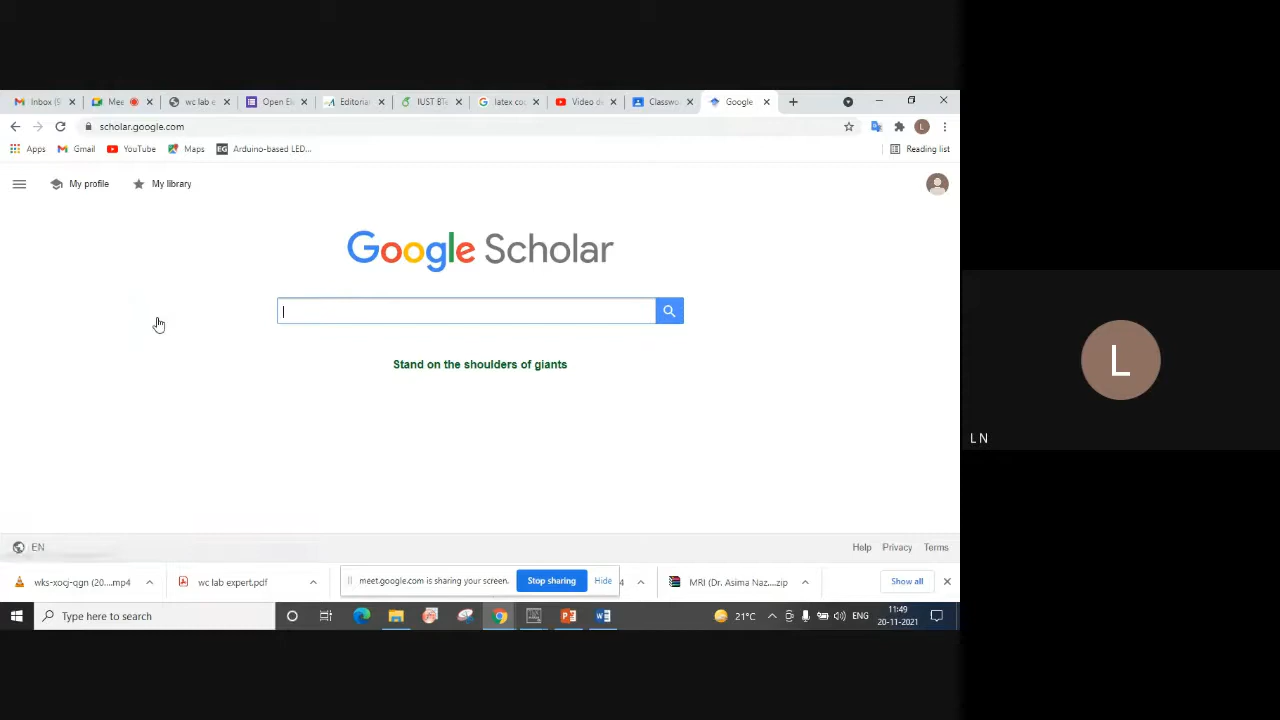 Inbox (9
Mee
wc lab e
Open El
Editorial
IUST BTe
latex co
Video d
Classwo
Google
scholar.google.com
Apps
Gmail
YouTube
Maps
EG
Arduino-based LED...
Reading list
My profile
My library
Google Scholar
Stand on the shoulders of giants
EN
Help
Privacy
Terms
wks-xocj-qgn (20....mp4
wc lab expert.pdf
meet.google.com is sharing your screen.
Stop sharing
Hide
4
MRI (Dr. Asima Naz....zip
Show all
Type here to search
21°C
ENG
11:49
20-11-2021
L
L N